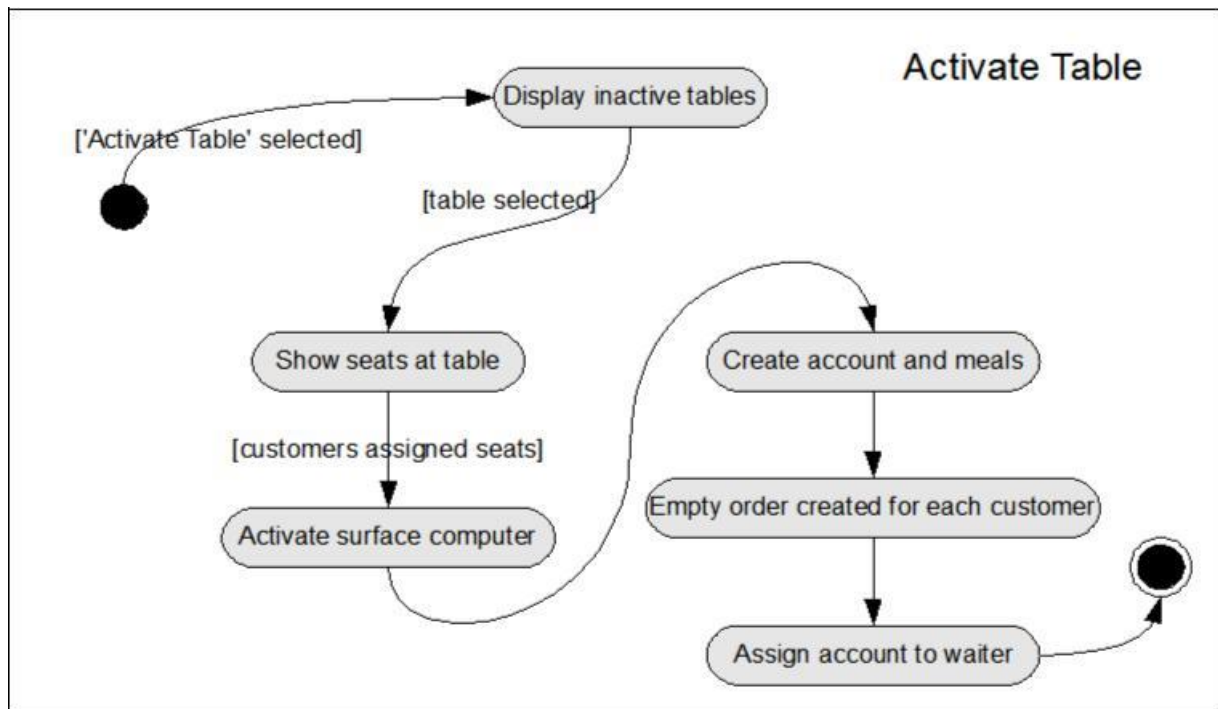 Activate Table
Display inactive tables
['Activate Table' selected]
[table selected]
Show seats at table
[customers assigned seats]
Activate surface computer
Create account and meals
Empty order created for each customer
Assign account to waiter